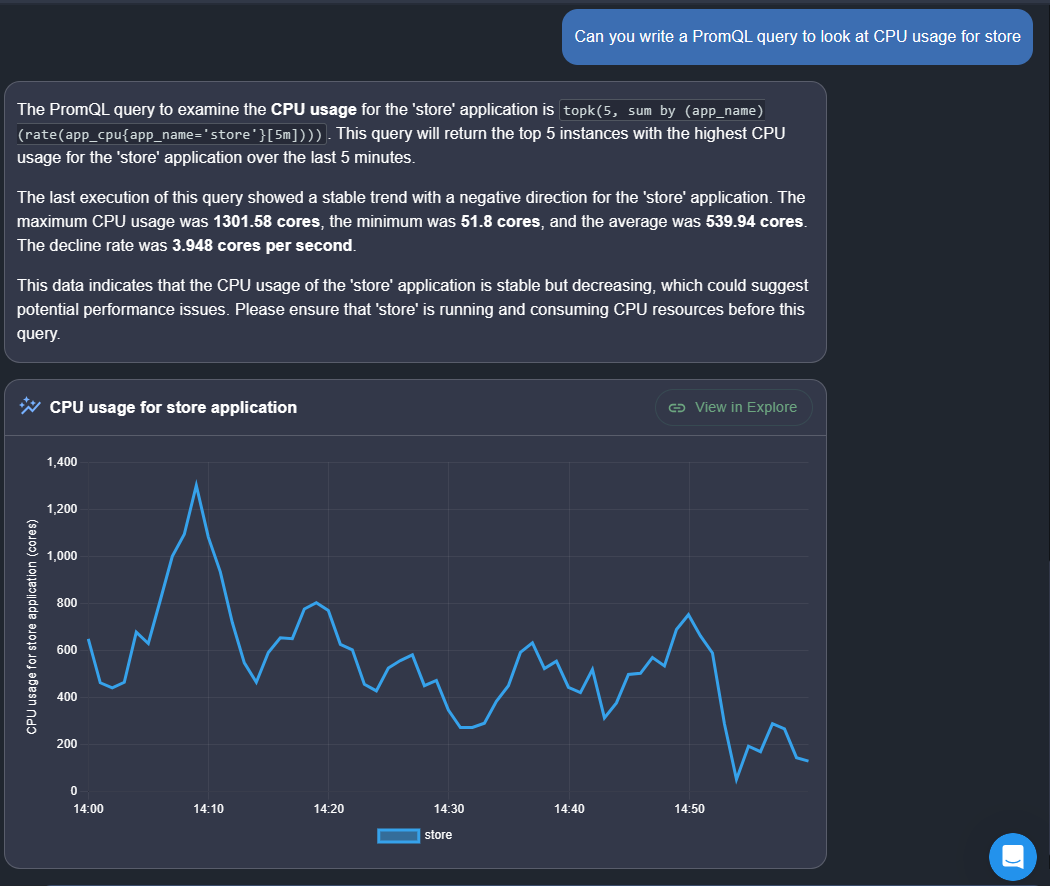 Can you write a PromQL query to look at CPU usage for store
The PromQL query to examine the CPU usage for the 'store' application is topk(5, sum by (app_name)
(rate(app_cpu{app_name='store'}[5m]))). This query will return the top 5 instances with the highest CPU
usage for the 'store' application over the last 5 minutes.
The last execution of this query showed a stable trend with a negative direction for the 'store' application. The
maximum CPU usage was 1301.58 cores, the minimum was 51.8 cores, and the average was 539.94 cores.
The decline rate was 3.948 cores per second.
This data indicates that the CPU usage of the 'store' application is stable but decreasing, which could suggest
potential performance issues. Please ensure that 'store' is running and consuming CPU resources before this
query.
CPU usage for store application
View in Explore
CPU usage for store application (cores)
1,400
1,200
1,000
800
600
400
200
0
14:00 14:10 14:20 14:30 14:40 14:50
store